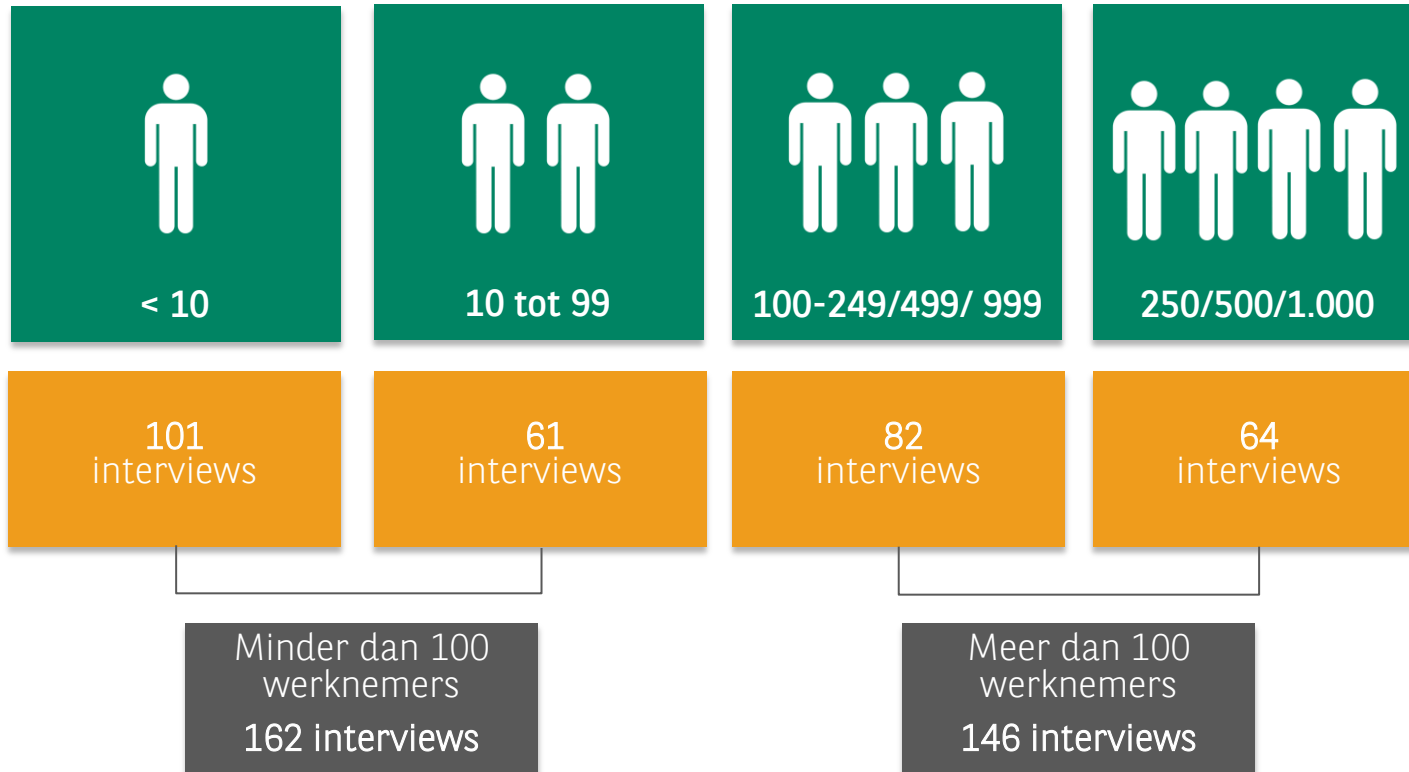 < 10
10 tot 99
100-249/499/ 999
250/500/1.000
101
interviews
61
interviews
82
interviews
64
interviews
Minder dan 100
werknemers
162 interviews
Meer dan 100
werknemers
146 interviews